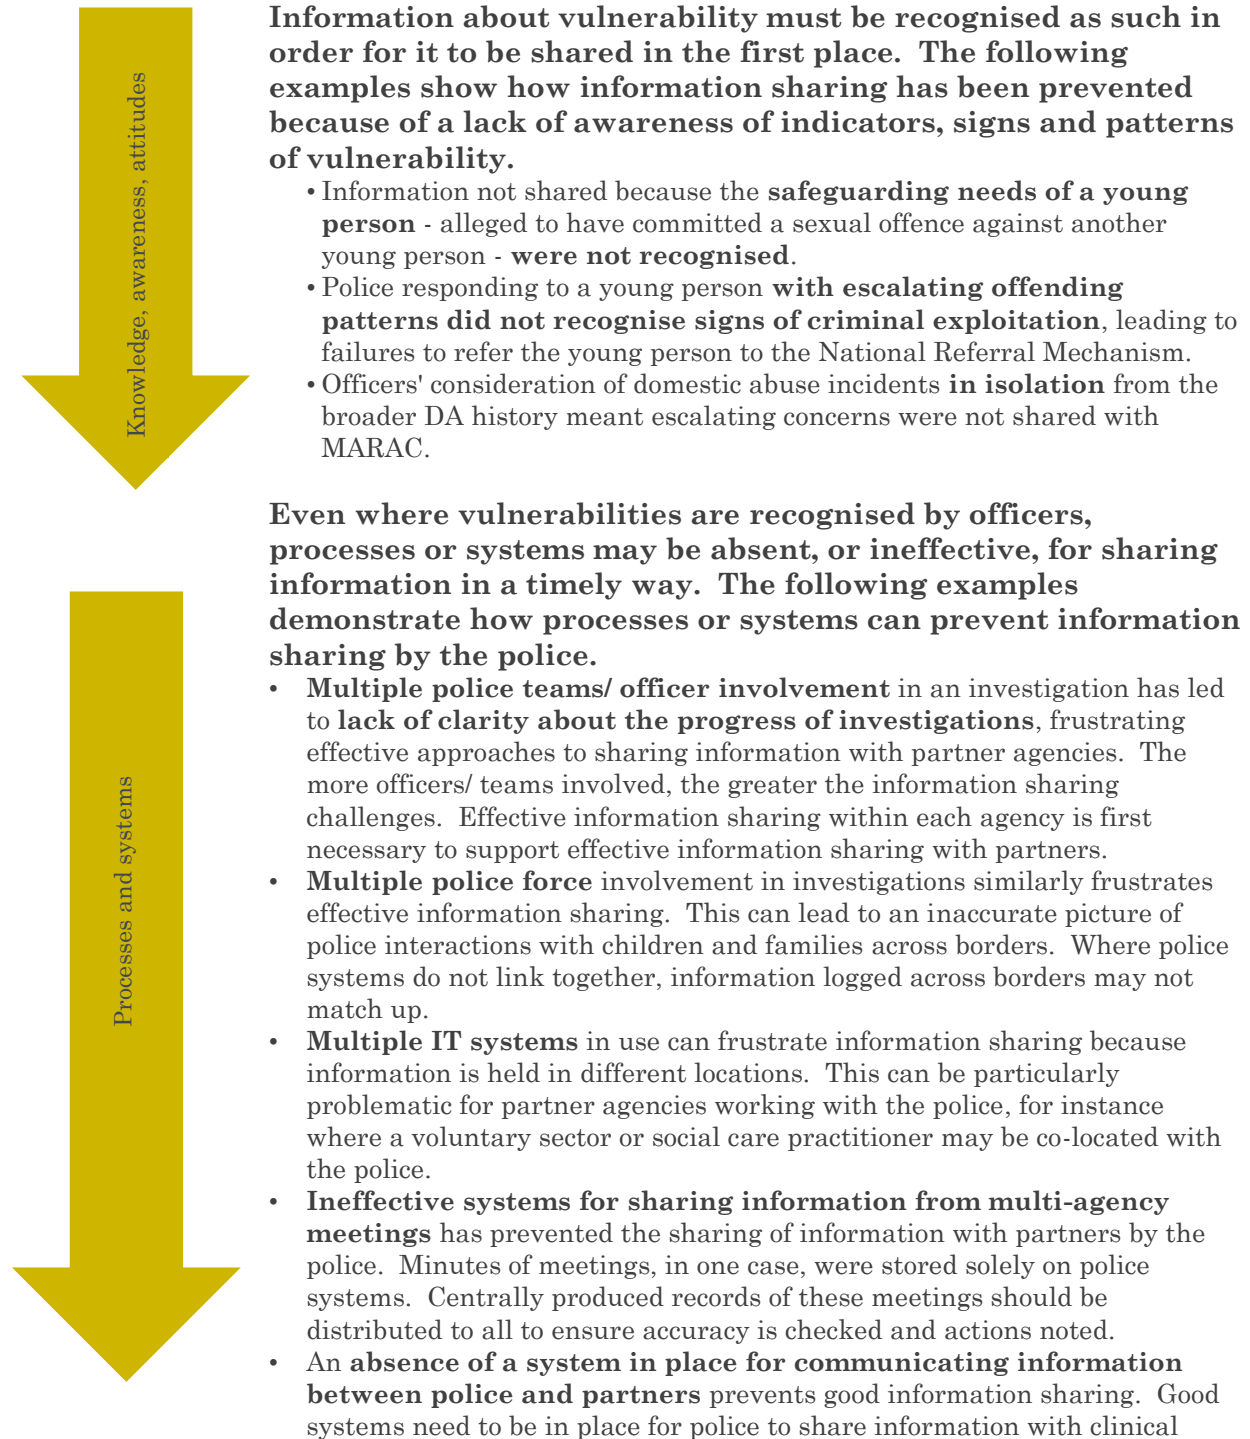 Knowledge, awareness, attitudes
Information about vulnerability must be recognised as such in
order for it to be shared in the first place.  The following
examples show how information sharing has been prevented
because of a lack of awareness of indicators, signs and patterns
of vulnerability.
• Information not shared because the safeguarding needs of a young
person - alleged to have committed a sexual offence against another
young person - were not recognised.
• Police responding to a young person with escalating offending
patterns did not recognise signs of criminal exploitation, leading to
failures to refer the young person to the National Referral Mechanism.
• Officers' consideration of domestic abuse incidents in isolation from the
broader DA history meant escalating concerns were not shared with
MARAC.
Processes and systems
Even where vulnerabilities are recognised by officers,
processes or systems may be absent, or ineffective, for sharing
information in a timely way.  The following examples
demonstrate how processes or systems can prevent information
sharing by the police.
• Multiple police teams/ officer involvement in an investigation has led
to lack of clarity about the progress of investigations, frustrating
effective approaches to sharing information with partner agencies.  The
more officers/ teams involved, the greater the information sharing
challenges.  Effective information sharing within each agency is first
necessary to support effective information sharing with partners.
• Multiple police force involvement in investigations similarly frustrates
effective information sharing.  This can lead to an inaccurate picture of
police interactions with children and families across borders.  Where police
systems do not link together, information logged across borders may not
match up.
• Multiple IT systems in use can frustrate information sharing because
information is held in different locations.  This can be particularly
problematic for partner agencies working with the police, for instance
where a voluntary sector or social care practitioner may be co-located with
the police.
• Ineffective systems for sharing information from multi-agency
meetings has prevented the sharing of information with partners by the
police.  Minutes of meetings, in one case, were stored solely on police
systems.  Centrally produced records of these meetings should be
distributed to all to ensure accuracy is checked and actions noted.
• An absence of a system in place for communicating information
between police and partners prevents good information sharing.  Good
systems need to be in place for police to share information with clinical